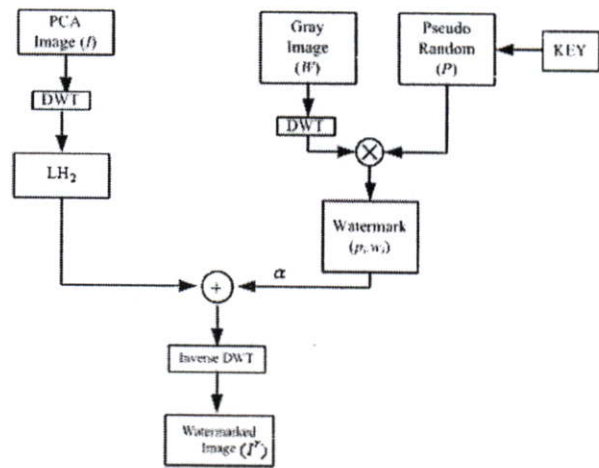 PCA
Image (I)
Gray
Image
(W)
Pseudo
Random
(P)
KEY
DWT
DWT
LH₂
Watermark
(pᵢ.wᵢ)
α
Inverse DWT
Watermarked
Image